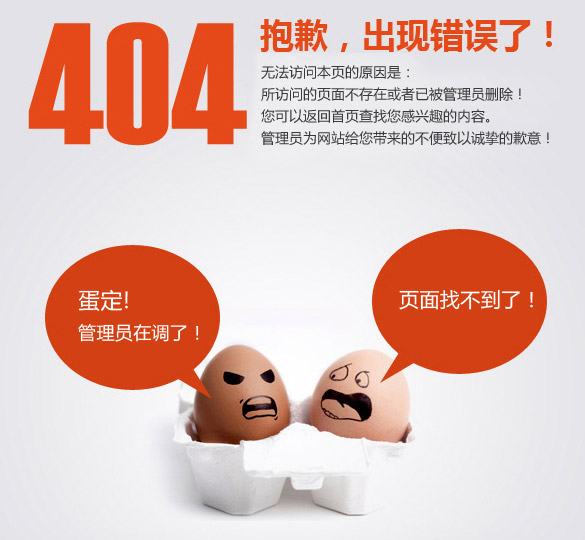 404
抱歉，出现错误了！
无法访问本页的原因是：
所访问的页面不存在或者已被管理员删除！
您可以返回首页查找您感兴趣的内容。
管理员为网站给您带来的不便致以诚挚的歉意！
蛋定!
管理员在调了！
页面找不到了！